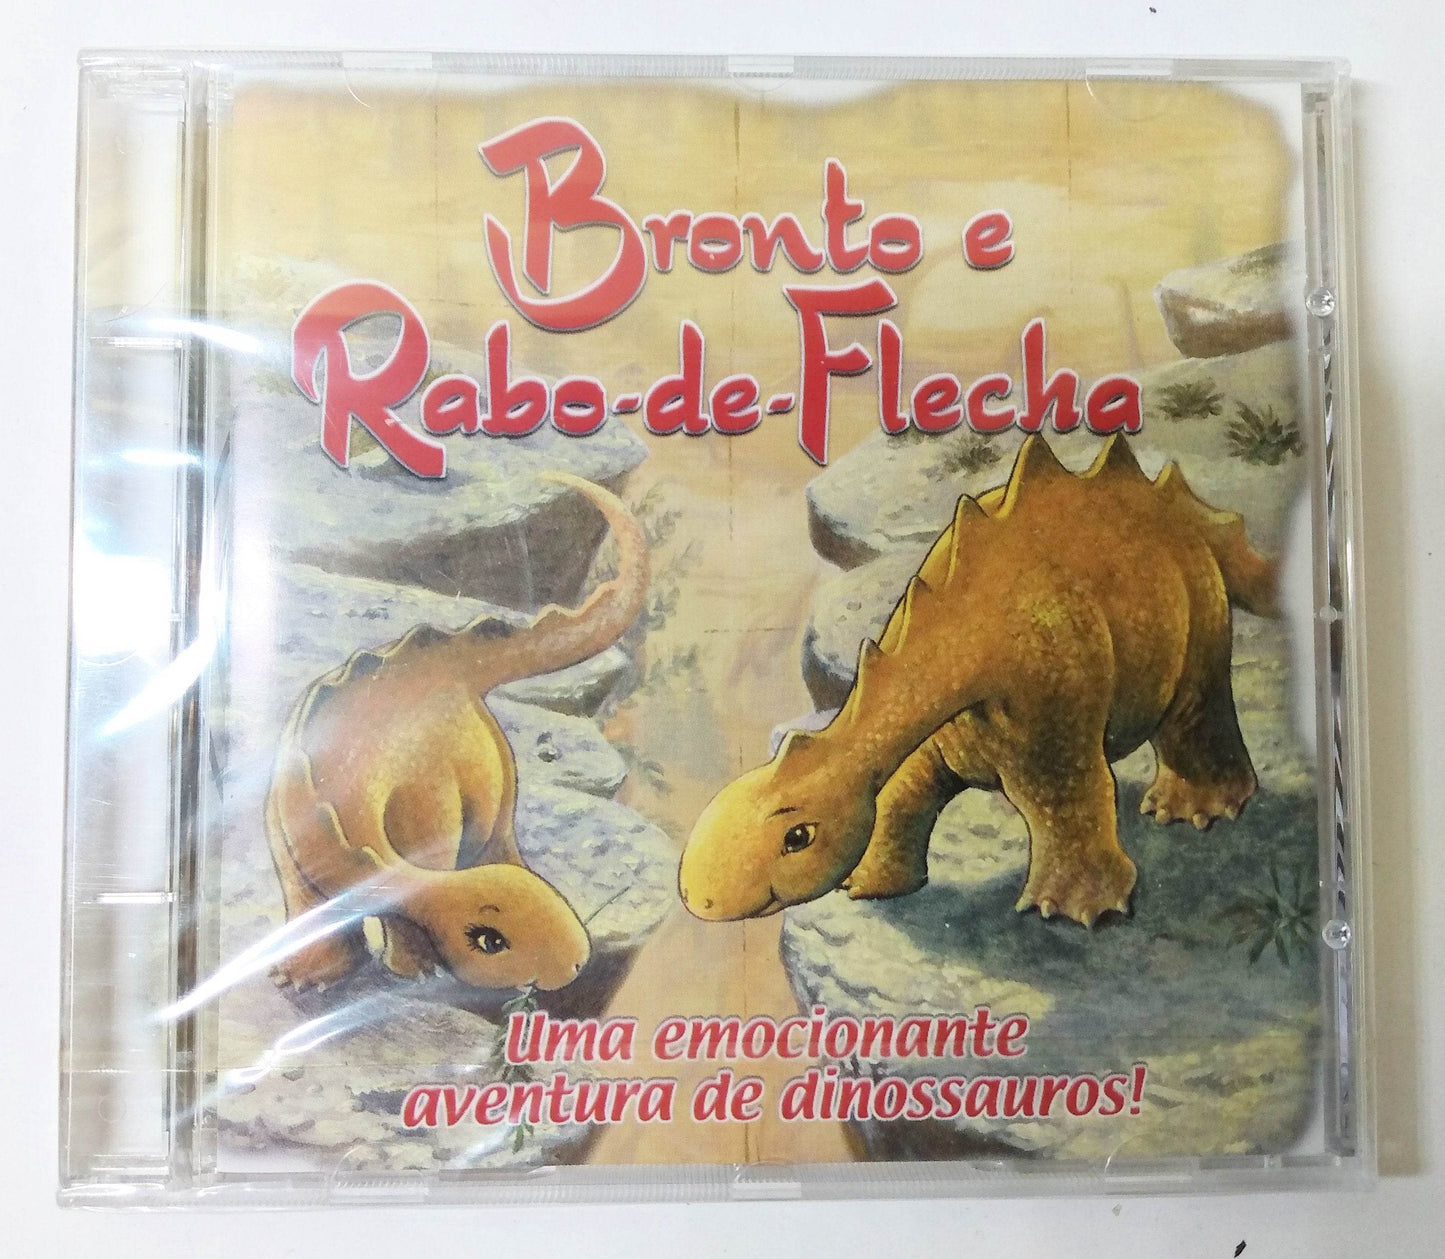 Bronto e
Rabo-de-Flecha
Uma emocionante
aventura de dinossauros!